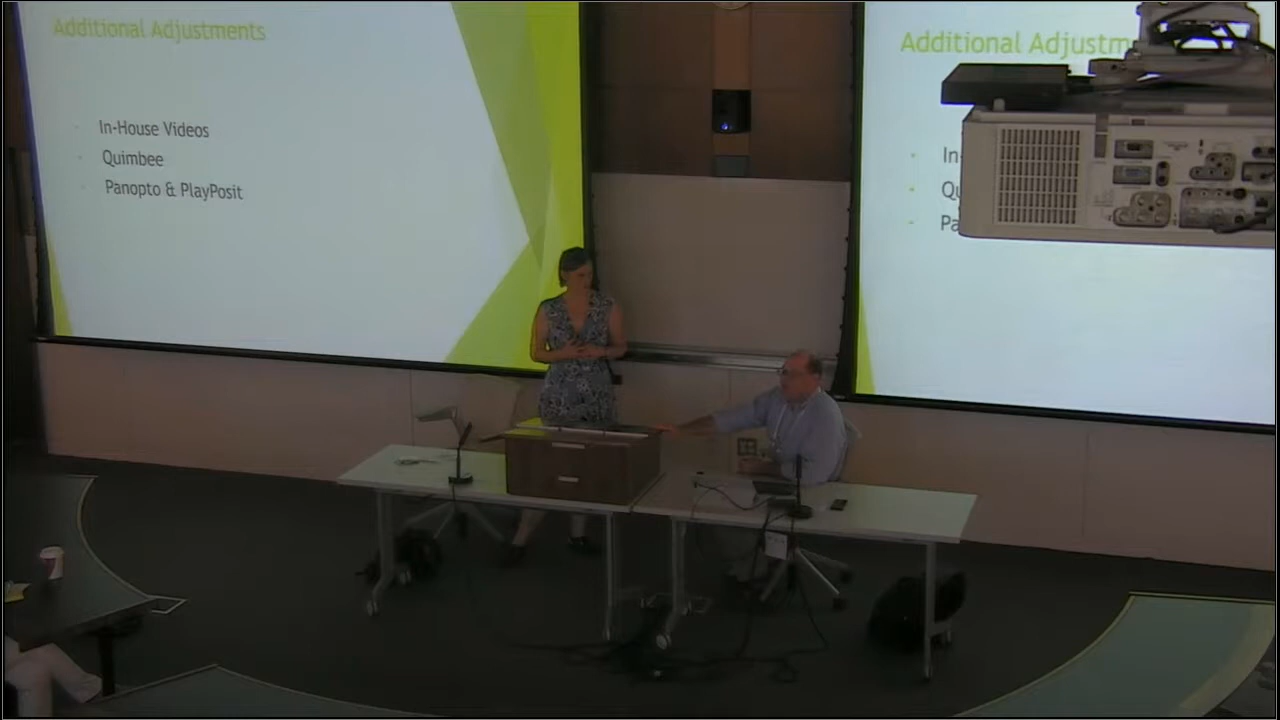 Additional Adjustments
In-House Videos
Quimbee
Panopto & PlayPosit
Additional Adjustm
In
Qu
Pa